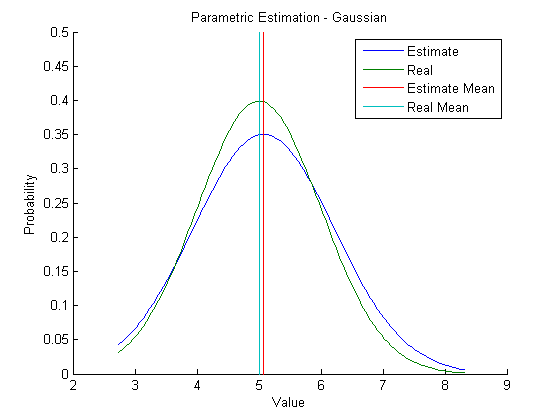 Parametric Estimation - Gaussian
0.5
0.45
0.4
0.35
0.3
0.25
0.2
0.15
0.1
0.05
0
Probability
Estimate
Real
Estimate Mean
Real Mean
2 3 4 5 6 7 8 9
Value